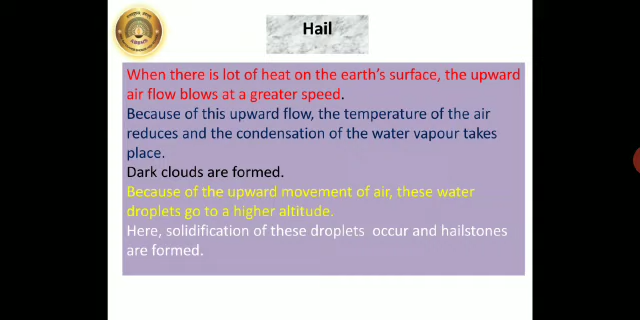 Hail
When there is lot of heat on the earth's surface, the upward
air flow blows at a greater speed.
Because of this upward flow, the temperature of the air
reduces and the condensation of the water vapour takes
place.
Dark clouds are formed.
Because of the upward movement of air, these water
droplets go to a higher altitude.
Here, solidification of these droplets occur and hailstones
are formed.